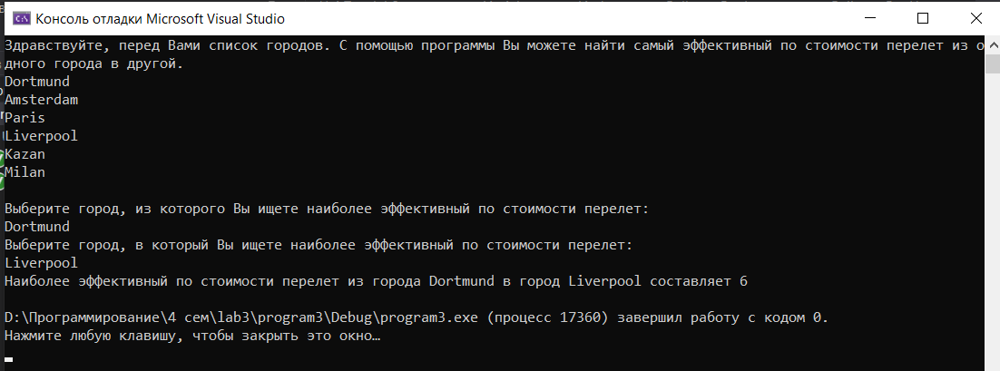 Консоль отладки Microsoft Visual Studio
Здравствуйте, перед Вами список городов. С помощью программы Вы можете найти самый эффективный по стоимости перелет из о
дного города в другой.
Dortmund
Amsterdam
Paris
Liverpool
Kazan
Milan
Выберите город, из которого Вы ищете наиболее эффективный по стоимости перелет:
Dortmund
Выберите город, в который Вы ищете наиболее эффективный по стоимости перелет:
Liverpool
Наиболее эффективный по стоимости перелет из города Dortmund в город Liverpool составляет 6
D:\Программирование\4 сем\lab3\program3\Debug\program3.exe (процесс 17360) завершил работу с кодом 0.
Нажмите любую клавишу, чтобы закрыть это окно…